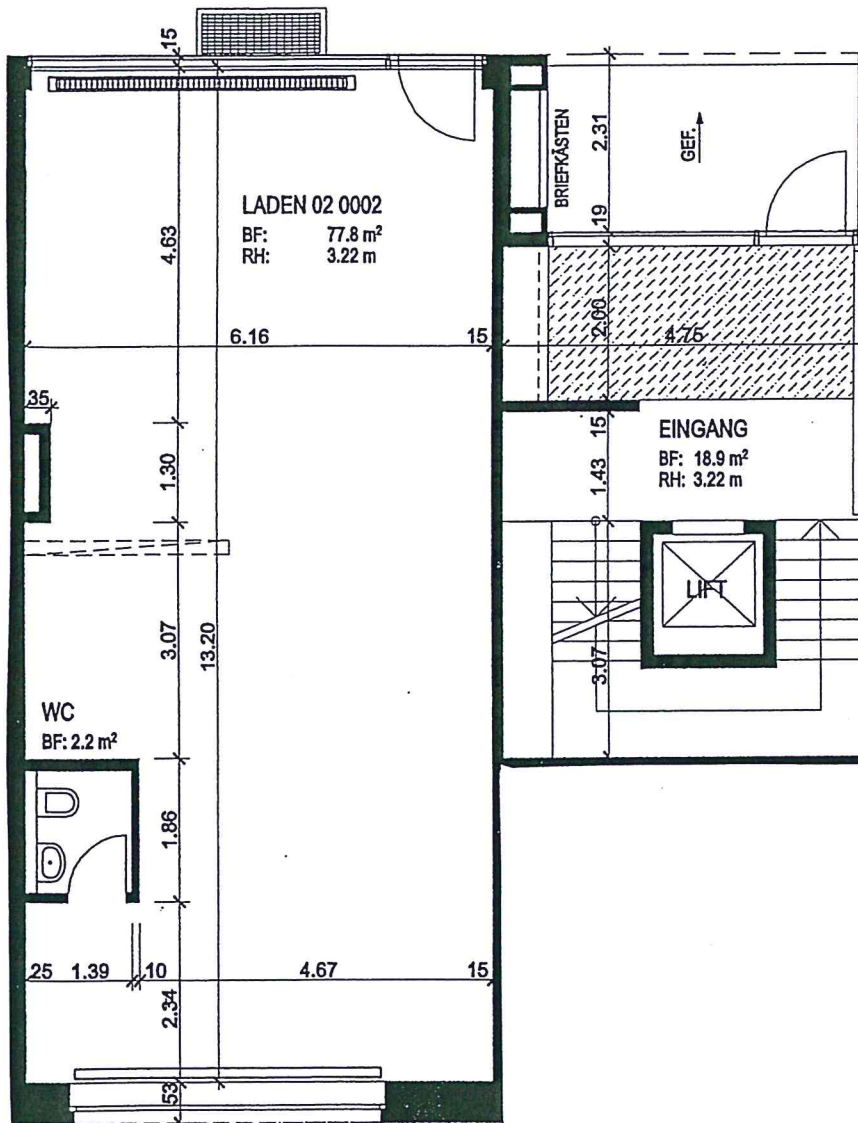 15
LADEN 02 0002
BF: 77.8 m²
RH: 3.22 m
4.63
6.16 15
35
1.30
3.07
13.20
WC
BF: 2.2 m²
1.86
25 1.39 10 4.67 15
2.34
53
BRIEFKÄSTEN
2.31
GEF.
19
2.00
4.75
15
EINGANG
BF: 18.9 m²
RH: 3.22 m
1.43
LIFT
3.07